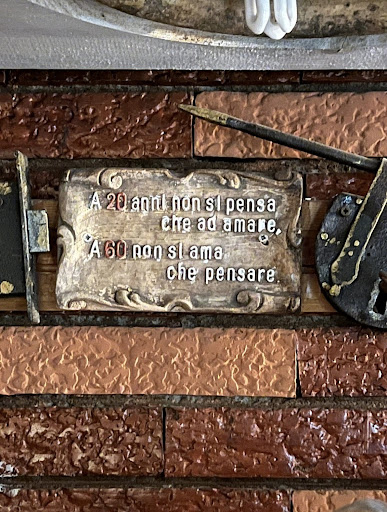 A 20 anni non si pensa
che ad amare,
A 60 non si ama
che pensare.